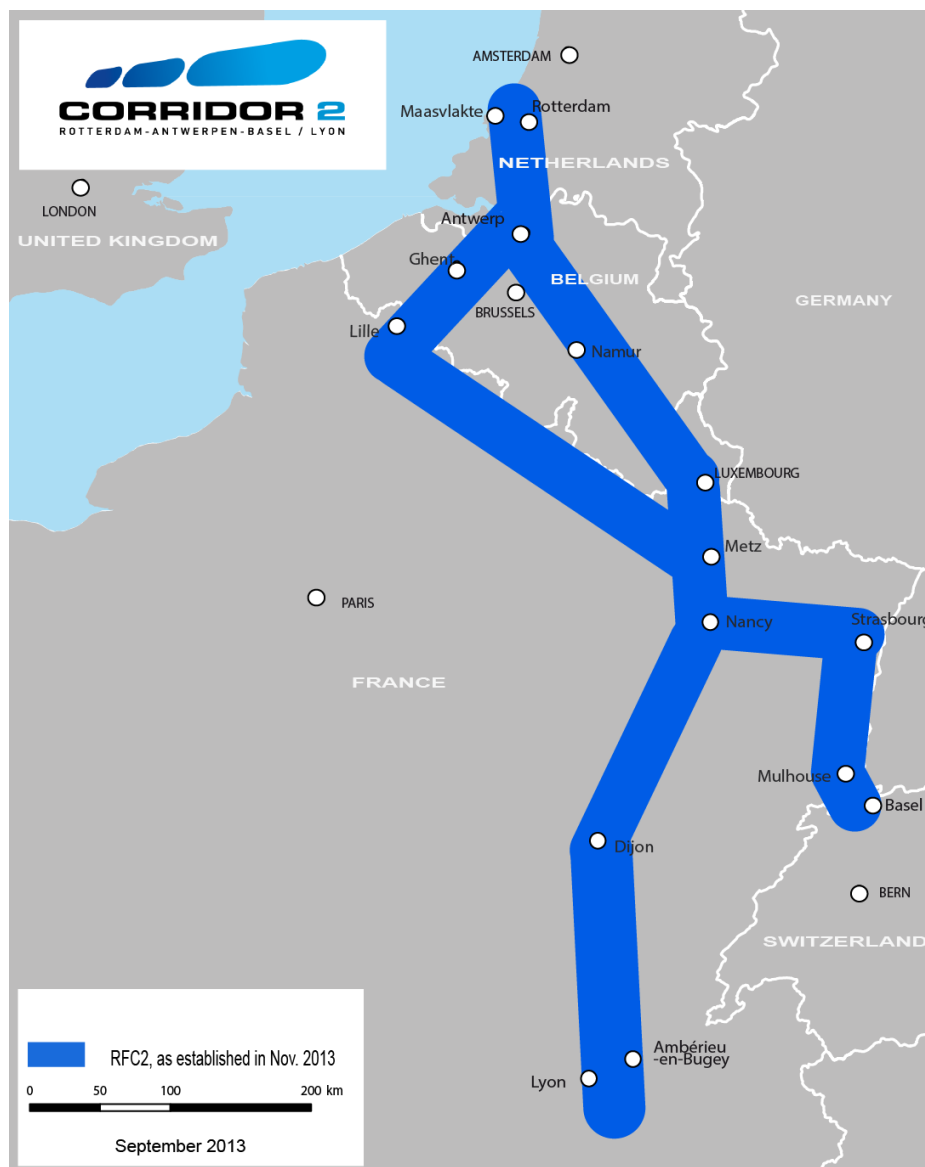 CORRIDOR 2
ROTTERDAM-ANTWERPEN-BASEL / LYON
AMSTERDAM
Maasvlakte
Rotterdam
NETHERLANDS
LONDON
UNITED KINGDOM
Antwerp
Ghent
BELGIUM
BRUSSELS
GERMANY
Lille
Namur
LUXEMBOURG
Metz
PARIS
Nancy
Strasbourg
FRANCE
Mulhouse
Basel
Dijon
BERN
SWITZERLAND
Ambérieu
-en-Bugey
Lyon
RFC2, as established in Nov. 2013
0 50 100 200 km
September 2013